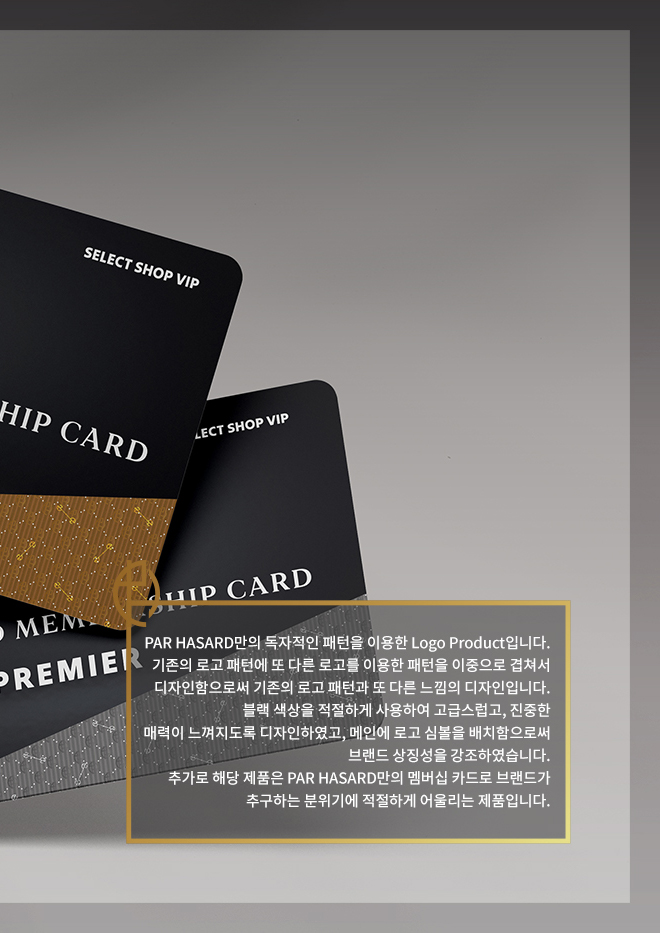 SELECT SHOP VIP
HIP CARD
LECT SHOP VIP
SHIP CARD
PREMIER
PAR HASARD만의 독자적인 패턴을 이용한 Logo Product입니다.
기존의 로고 패턴에 또 다른 로고를 이용한 패턴을 이중으로 겹쳐서
디자인함으로써 기존의 로고 패턴과 또 다른 느낌의 디자인입니다.
블랙 색상을 적절하게 사용하여 고급스럽고, 진중한
매력이 느껴지도록 디자인하였고, 메인에 로고 심볼을 배치함으로써
브랜드 상징성을 강조하였습니다.
추가로 해당 제품은 PAR HASARD만의 멤버십 카드로 브랜드가
추구하는 분위기에 적절하게 어울리는 제품입니다.